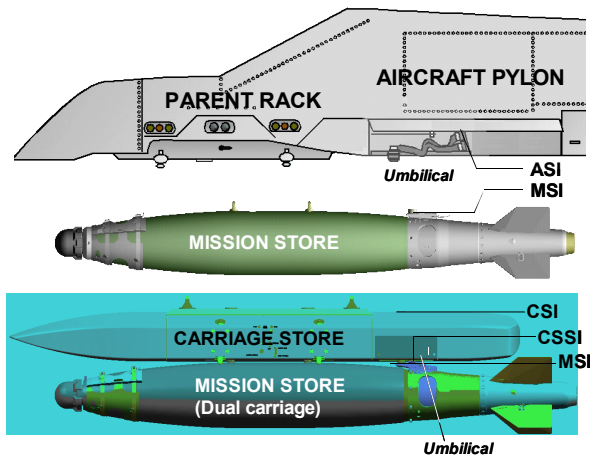 AIRCRAFT PYLON
PARENT RACK
Umbilical
ASI
MSI
MISSION STORE
CSI
CARRIAGE STORE
CSSI
MSI
MISSION STORE
(Dual carriage)
Umbilical